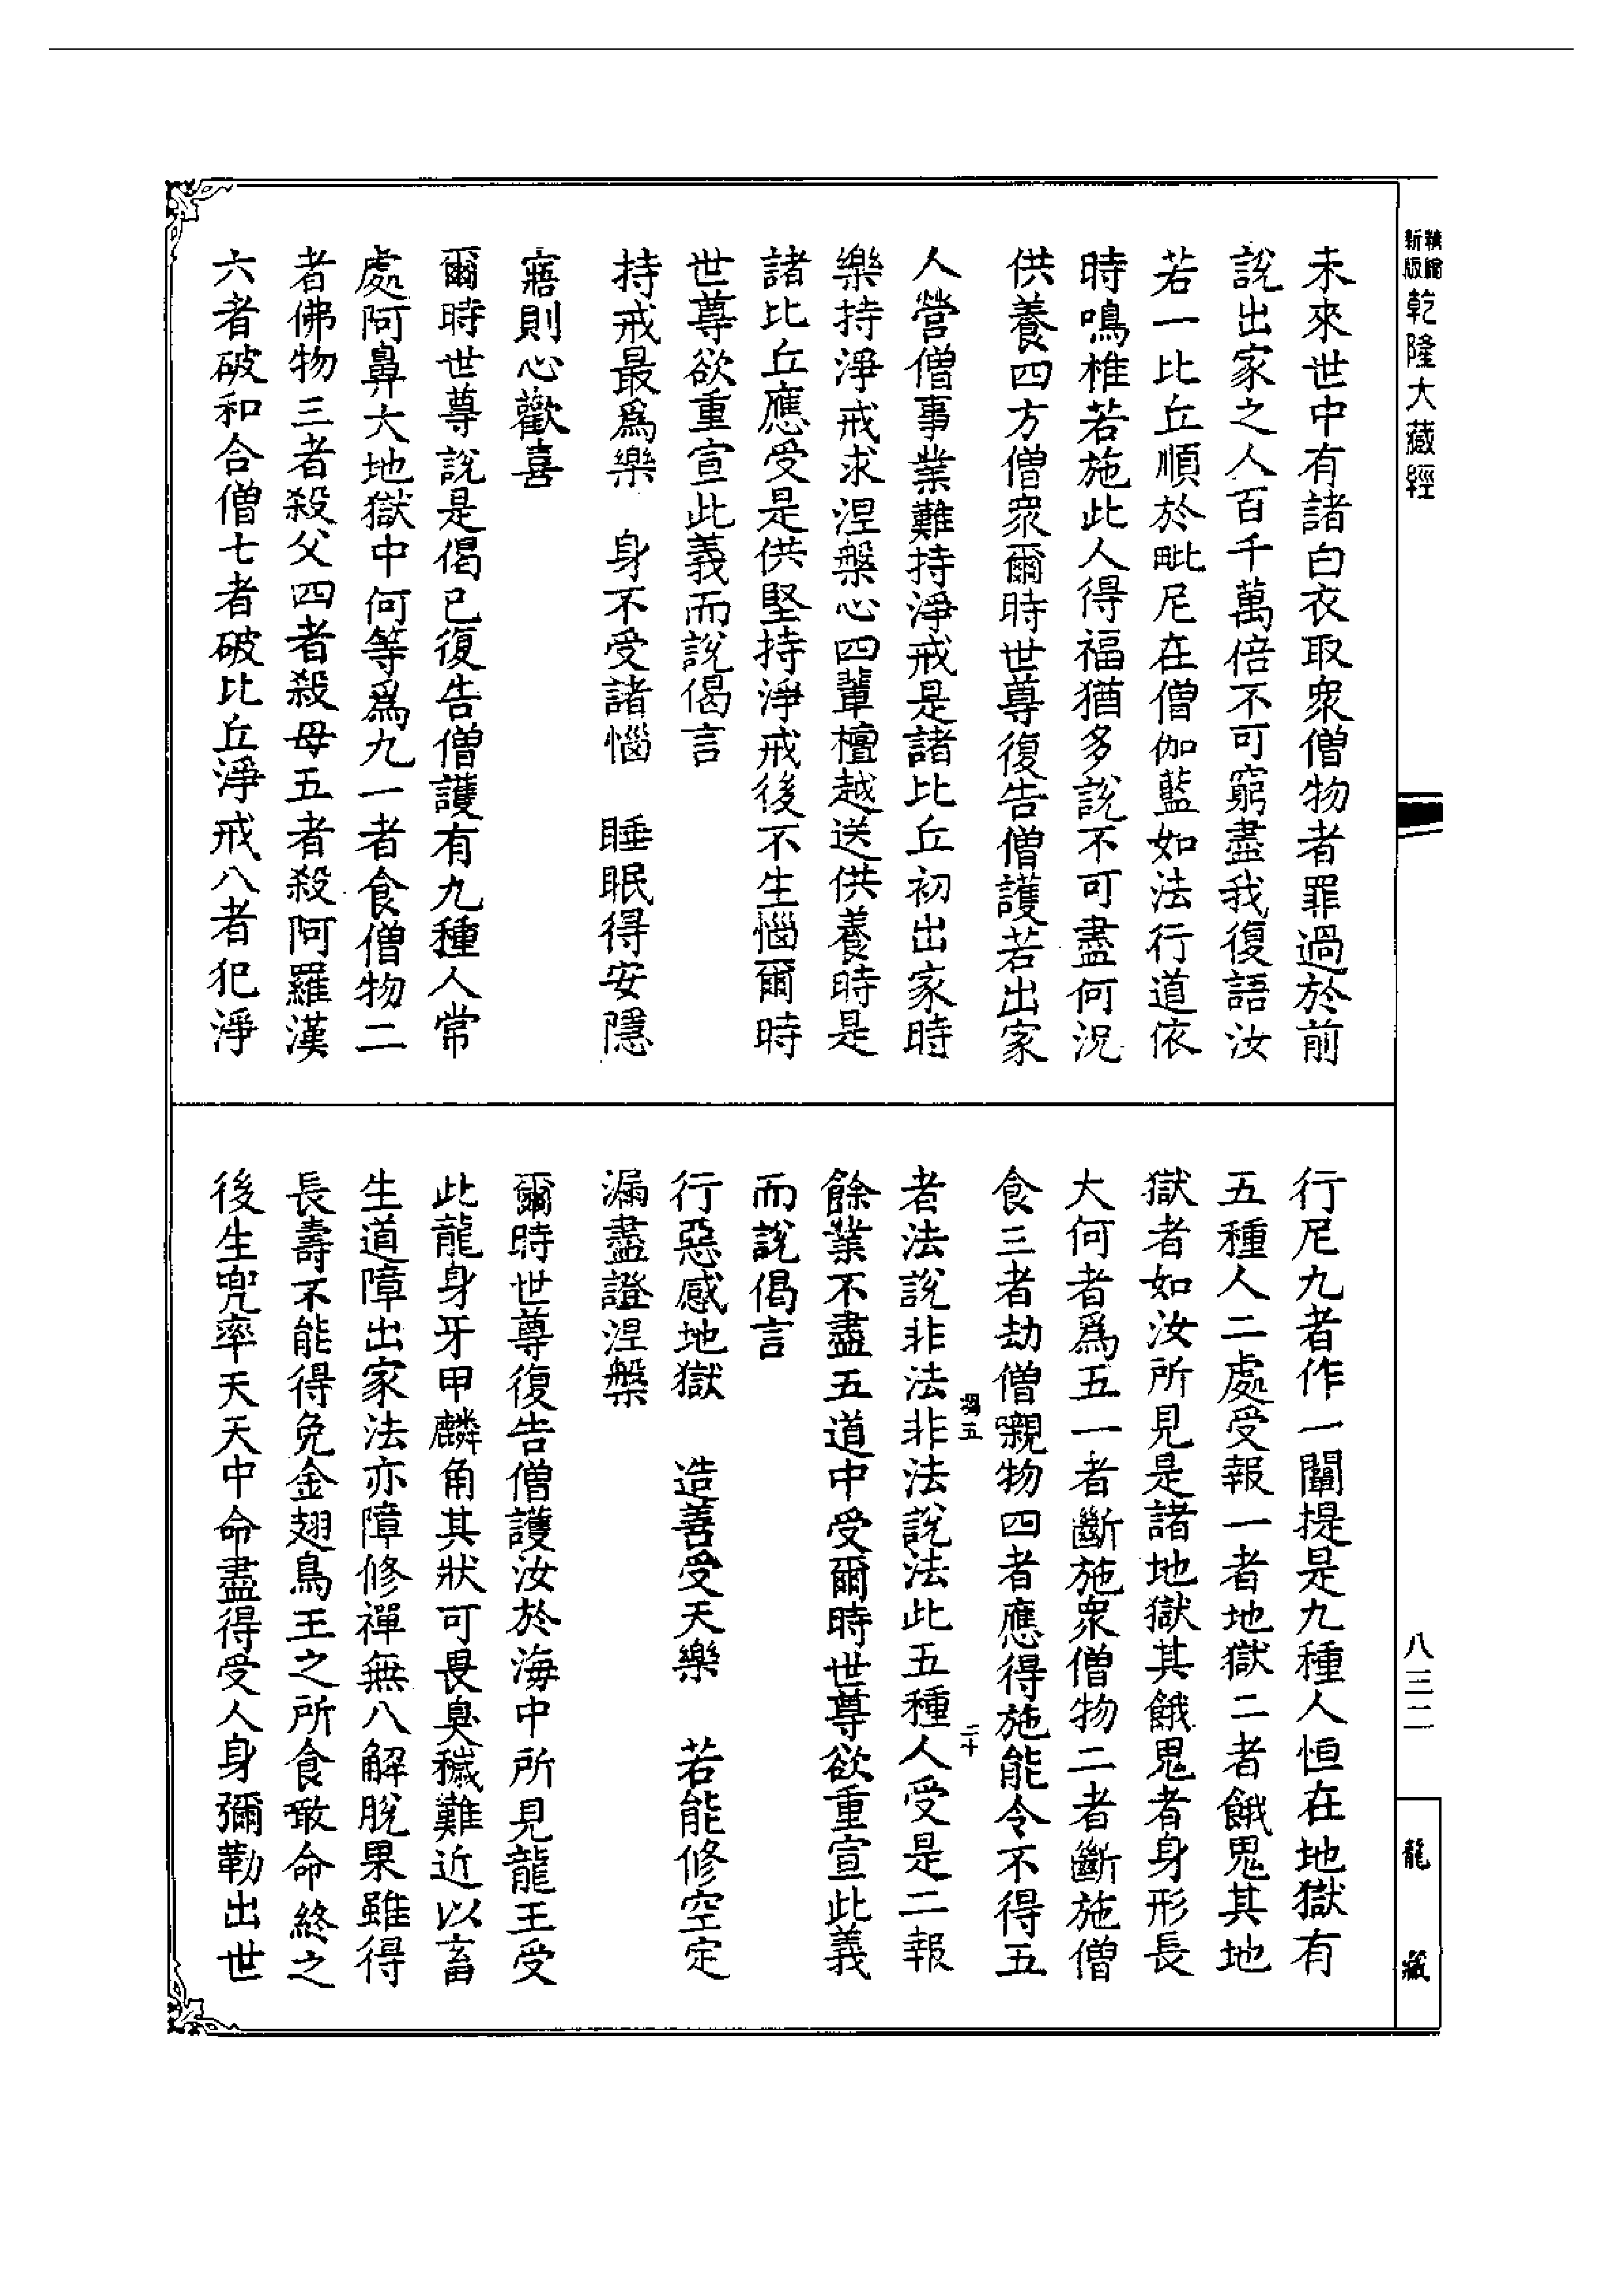 精縮新版乾隆大藏經
未來世中有諸白衣取衆僧物者罪過於前
說出家之人百千萬倍不可窮盡我復語汝
若一比丘順於毗尼在僧伽藍如法行道依
時鳴椎若施此人得福猶多說不可盡何況
供養四方僧衆爾時世尊復告僧護若出家
人營僧事業難持淨戒是諸比丘初出家時
樂持淨戒求涅槃心四輩檀越送供養時是
諸比丘應受是供堅持淨戒後不生惱爾時
世尊欲重宣此義而說偈言
持戒最爲樂　身不受諸惱　睡眠得安隱
寤則心歡喜
爾時世尊說是偈已復告僧護有九種人常
處阿鼻大地獄中何等爲九一者食僧物二
者佛物三者殺父四者殺母五者殺阿羅漢
六者破和合僧七者破比丘淨戒八者犯淨
行尼九者作一闡提是九種人恒在地獄有
五種人二處受報一者地獄二者餓鬼其地
獄者如汝所見是諸地獄其餓鬼者身形長
大何者爲五一者斷施衆僧物二者斷施僧
食三者劫僧嚫物四者應得施能令不得五
者法說非法非法說法此五種人受是二報
餘業不盡五道中受爾時世尊欲重宣此義
而說偈言
行惡感地獄　造善受天樂　若能修空定
漏盡證涅槃
爾時世尊復告僧護汝於海中所見龍王受
此龍身牙甲麟角其狀可畏臭穢難近以畜
生道障出家法亦障修禪無八解脫果雖得
長壽不能得免金翅鳥王之所食噉命終之
後生兜率天天中命盡得受人身彌勒出世
五
二十
八三二
龍藏